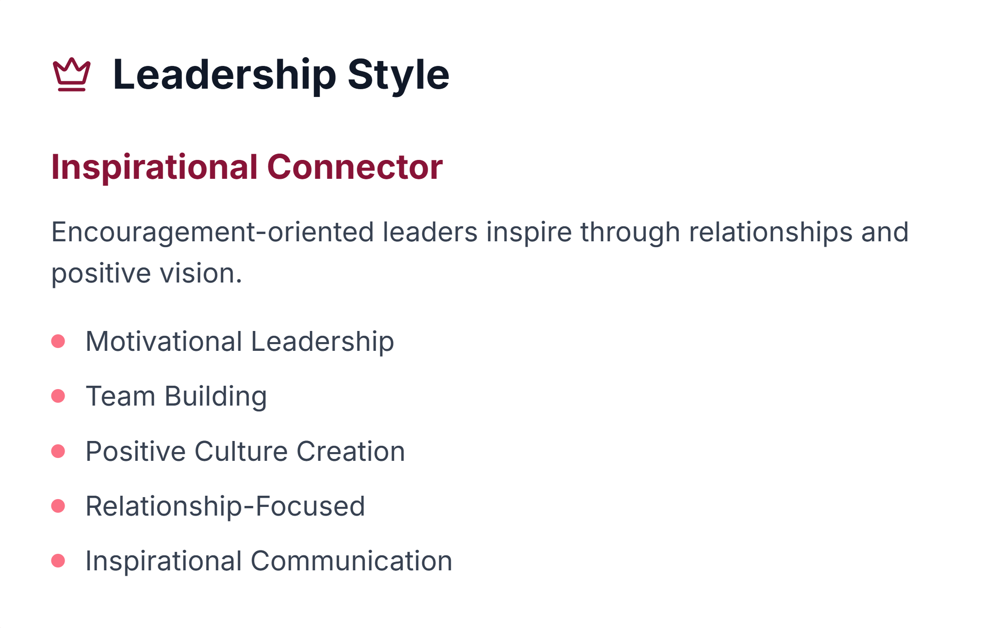 Leadership Style
Inspirational Connector
Encouragement-oriented leaders inspire through relationships and
positive vision.
Motivational Leadership
Team Building
Positive Culture Creation
Relationship-Focused
Inspirational Communication